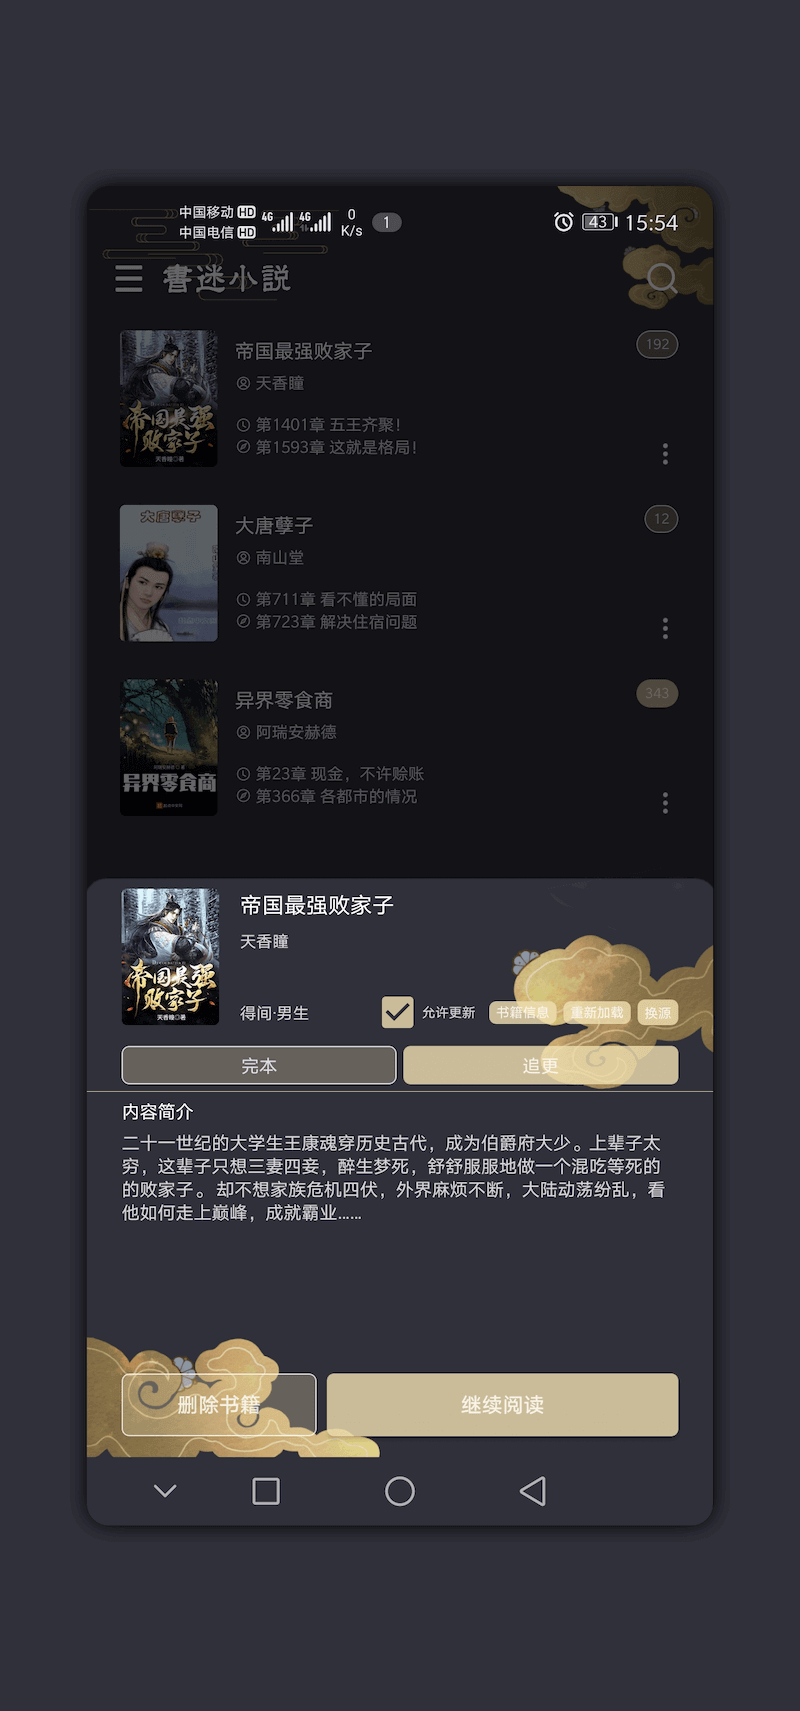 中国移动 HD 4G 4G 0 K/s 1 43 15:54
中国电信 HD
書迷小説
帝国最强败家子 192
天香瞳
第1401章 五王齐聚!
第1593章 这就是格局!
帝国最强
败家子
天香瞳◎著
大唐孽子 12
大唐孽子
南山堂
第711章 看不懂的局面
第723章 解决住宿问题
异界零食商 343
阿瑞安赫德
第23章 现金，不许赊账
第366章 各都市的情况
异界零食商
帝国最强败家子
天香瞳
帝国最强
败家子
天香瞳◎著
得间·男生 允许更新 书籍信息 重新加载 换源
完本 追更
内容简介
二十一世纪的大学生王康魂穿历史古代，成为伯爵府大少。上辈子太
穷，这辈子只想三妻四妾，醉生梦死，舒舒服服地做一个混吃等死的
的败家子。却不想家族危机四伏，外界麻烦不断，大陆动荡纷乱，看
他如何走上巅峰，成就霸业……
删除书籍 继续阅读